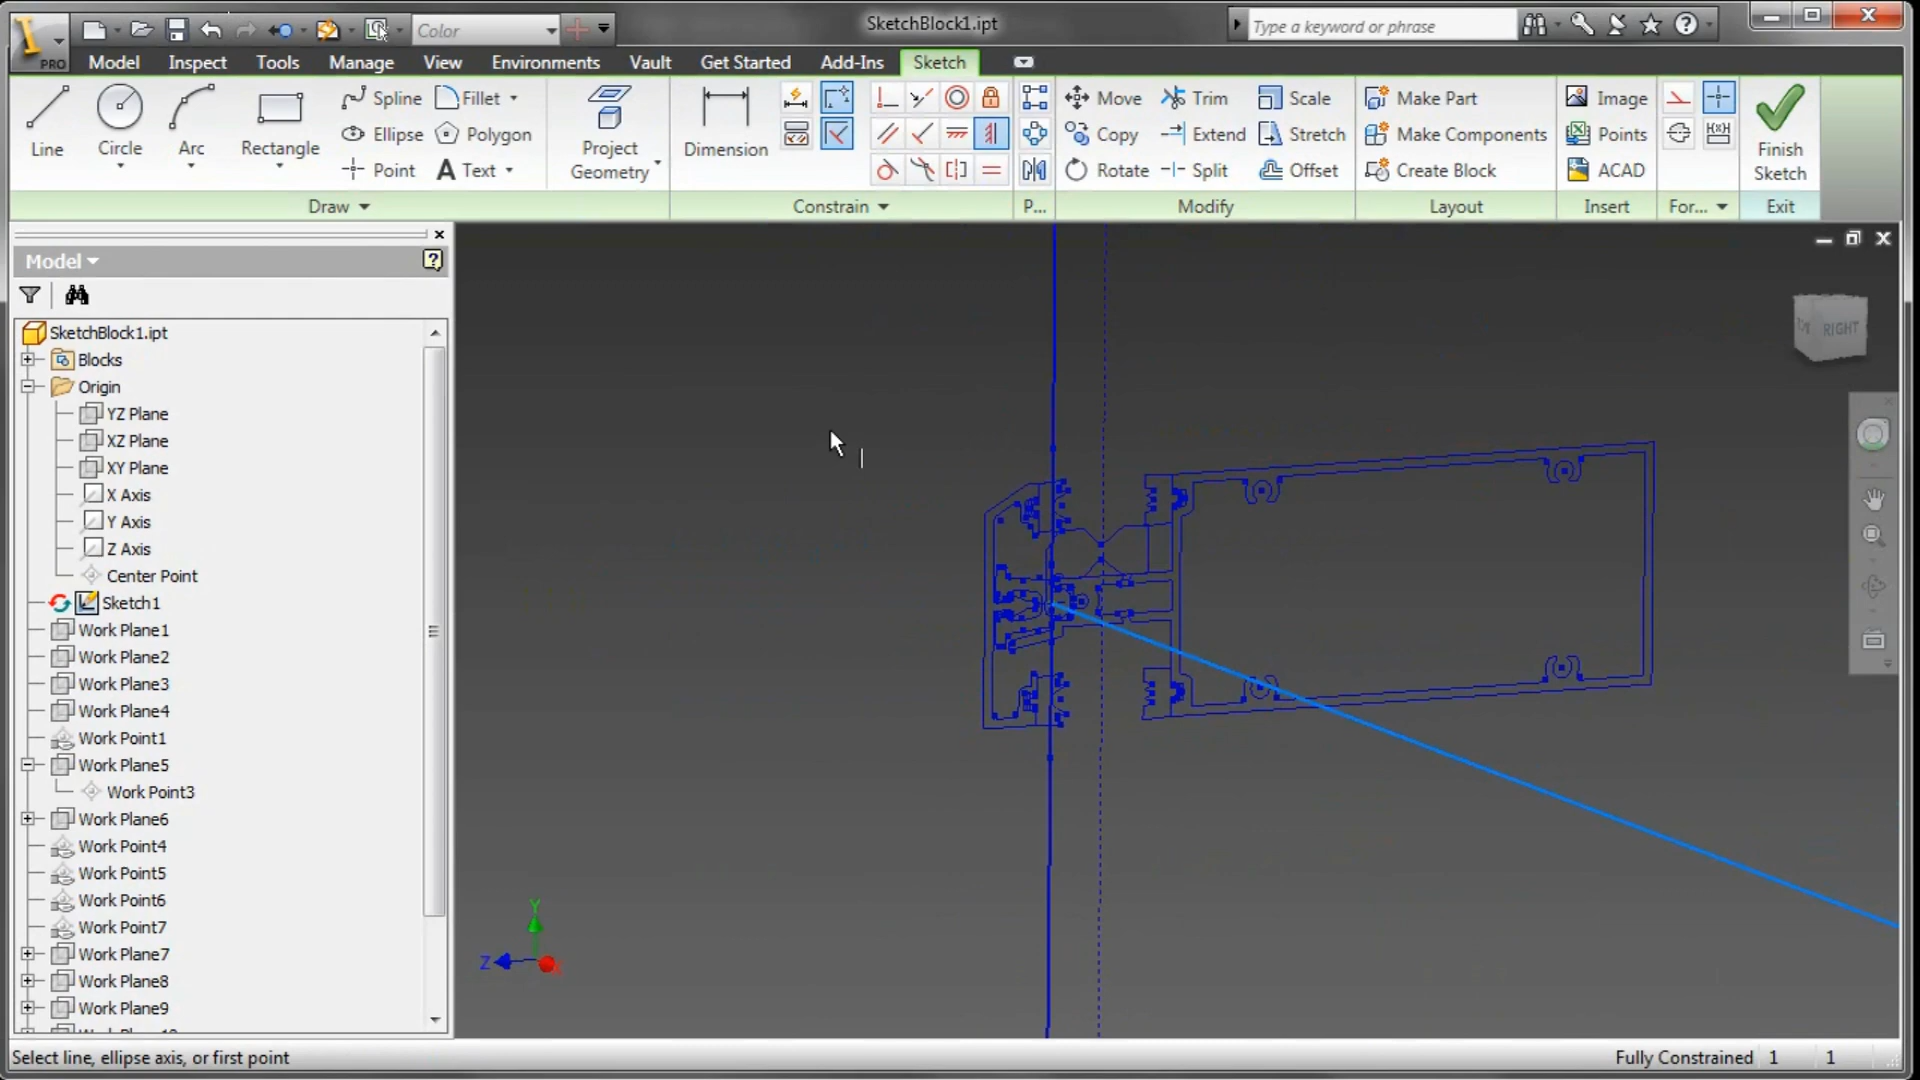 SketchBlock1.ipt
Color
Type a keyword or phrase
PRO
Model Inspect Tools Manage View Environments Vault Get Started Add-Ins Sketch
Line
Circle
Arc
Rectangle
Spline
Ellipse
Point
Fillet
Polygon
Text
Project Geometry
Dimension
Move
Copy
Rotate
Trim
Extend
Split
Scale
Stretch
Offset
Make Part
Make Components
Create Block
Image
Points
ACAD
Finish Sketch
Draw
Constrain
P...
Modify
Layout
Insert
For...
Exit
Model
SketchBlock1.ipt
Blocks
Origin
YZ Plane
XZ Plane
XY Plane
X Axis
Y Axis
Z Axis
Center Point
Sketch1
Work Plane1
Work Plane2
Work Plane3
Work Plane4
Work Point1
Work Plane5
Work Point3
Work Plane6
Work Point4
Work Point5
Work Point6
Work Point7
Work Plane7
Work Plane8
Work Plane9
RIGHT
Y
Z
Select line, ellipse axis, or first point
Fully Constrained 1 1